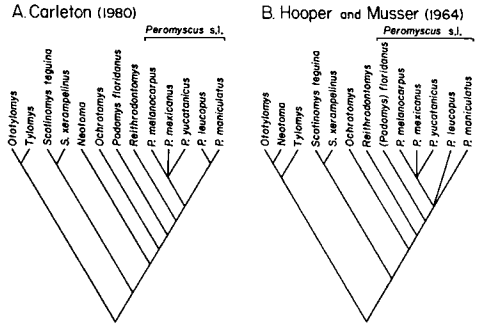 A. Carleton (1980)
Peromyscus s.l.
Ototylomys
Tylomys
Scotinomys teguina
S. xerampelinus
Neotoma
Ochrotomys
Podomys floridanus
Reithrodontomys
P. melanocarpus
P. mexicanus
P. yucatanicus
P. leucopus
P. maniculatus
B. Hooper and Musser (1964)
Peromyscus s.l.
Ototylomys
Neotoma
Tylomys
Scotinomys teguina
S. xerampelinus
Ochrotomys
Reithrodontomys
(Podomys) floridanus
P. melanocarpus
P. mexicanus
P. yucatanicus
P. leucopus
P. maniculatus